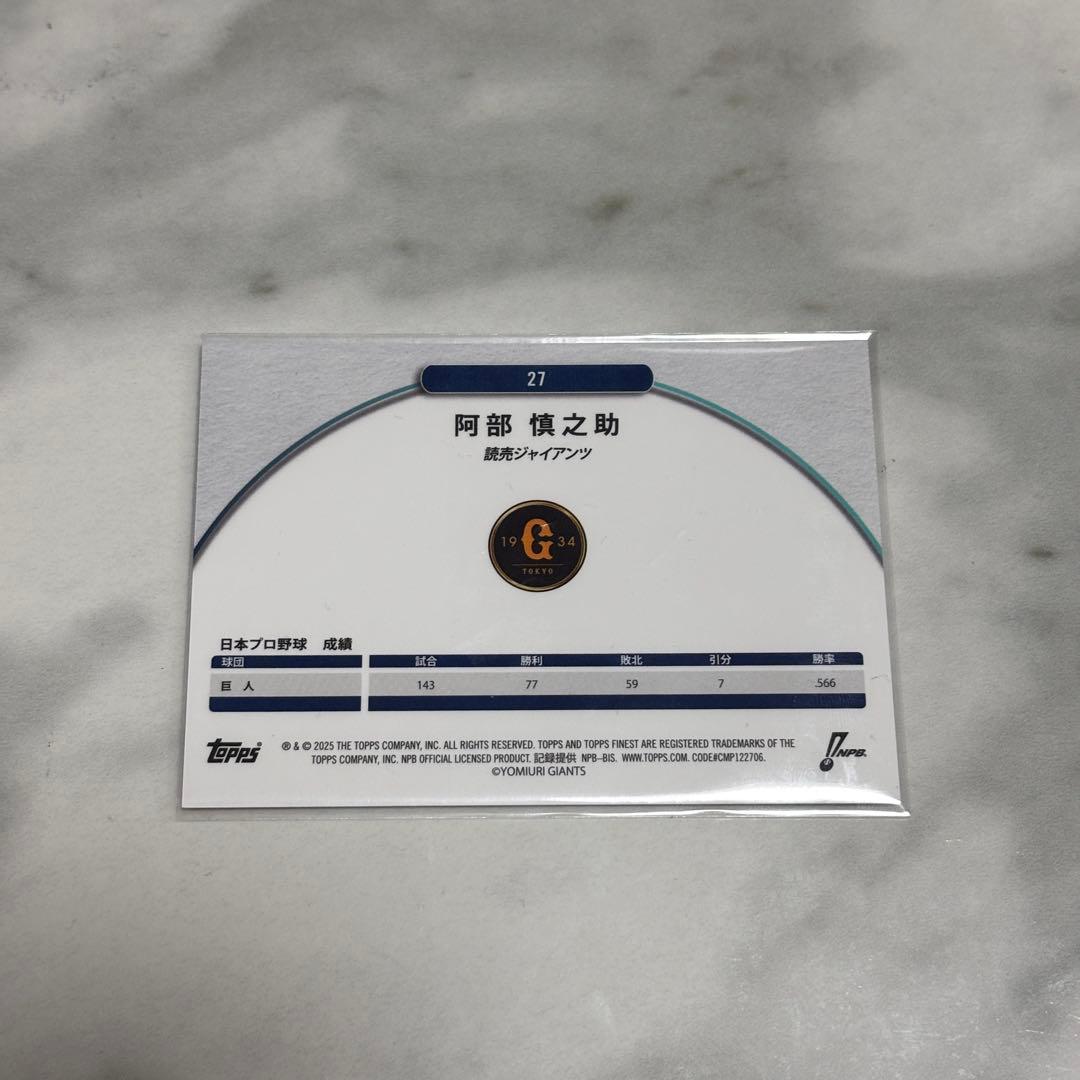 27
阿部 慎之助
読売ジャイアンツ
19 G 34
TOKYO
日本プロ野球 成績
球団 試合 勝利 敗北 引分 勝率
巨 人 143 77 59 7 .566
Topps
® & © 2025 THE TOPPS COMPANY, INC. ALL RIGHTS RESERVED. TOPPS AND TOPPS FINEST ARE REGISTERED TRADEMARKS OF THE
TOPPS COMPANY, INC. NPB OFFICIAL LICENSED PRODUCT. 記録提供 NPB-BIS. WWW.TOPPS.COM. CODE#CMP122706.
©YOMIURI GIANTS
NPB